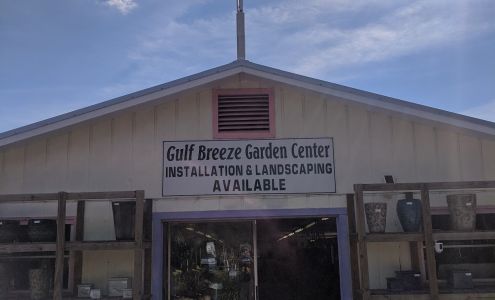 Gulf Breeze Garden Center
INSTALLATION & LANDSCAPING
AVAILABLE